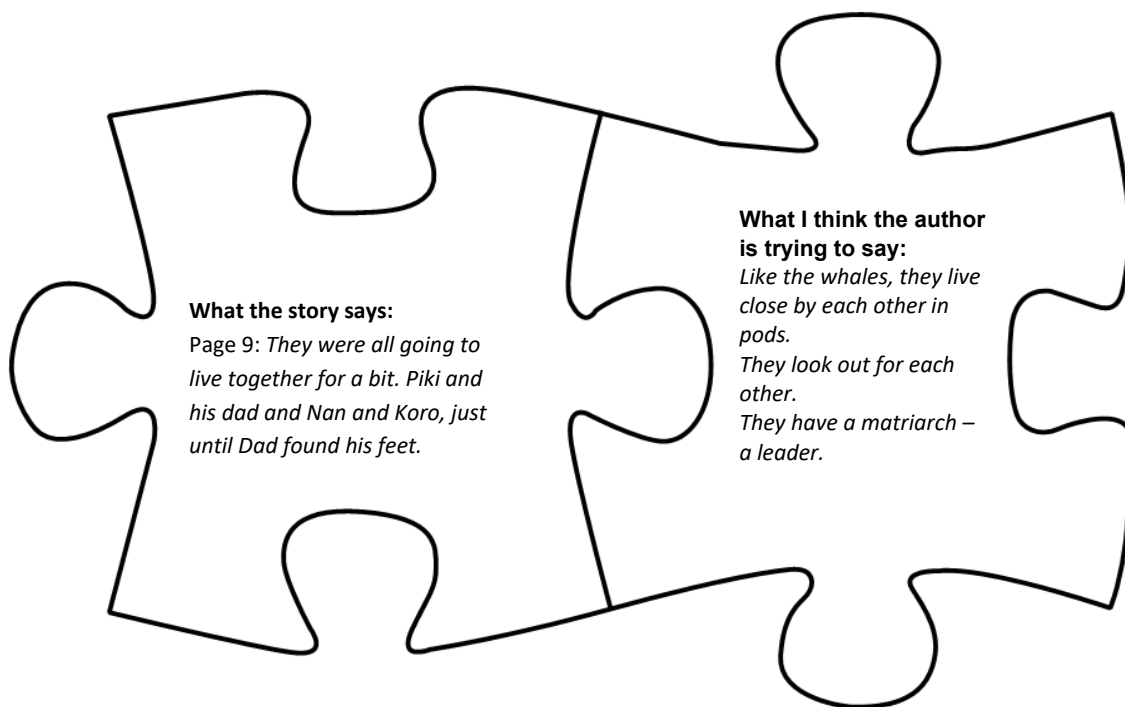 What the story says:
Page 9: They were all going to
live together for a bit. Piki and
his dad and Nan and Koro, just
until Dad found his feet.
What I think the author
is trying to say:
Like the whales, they live
close by each other in
pods.
They look out for each
other.
They have a matriarch –
a leader.